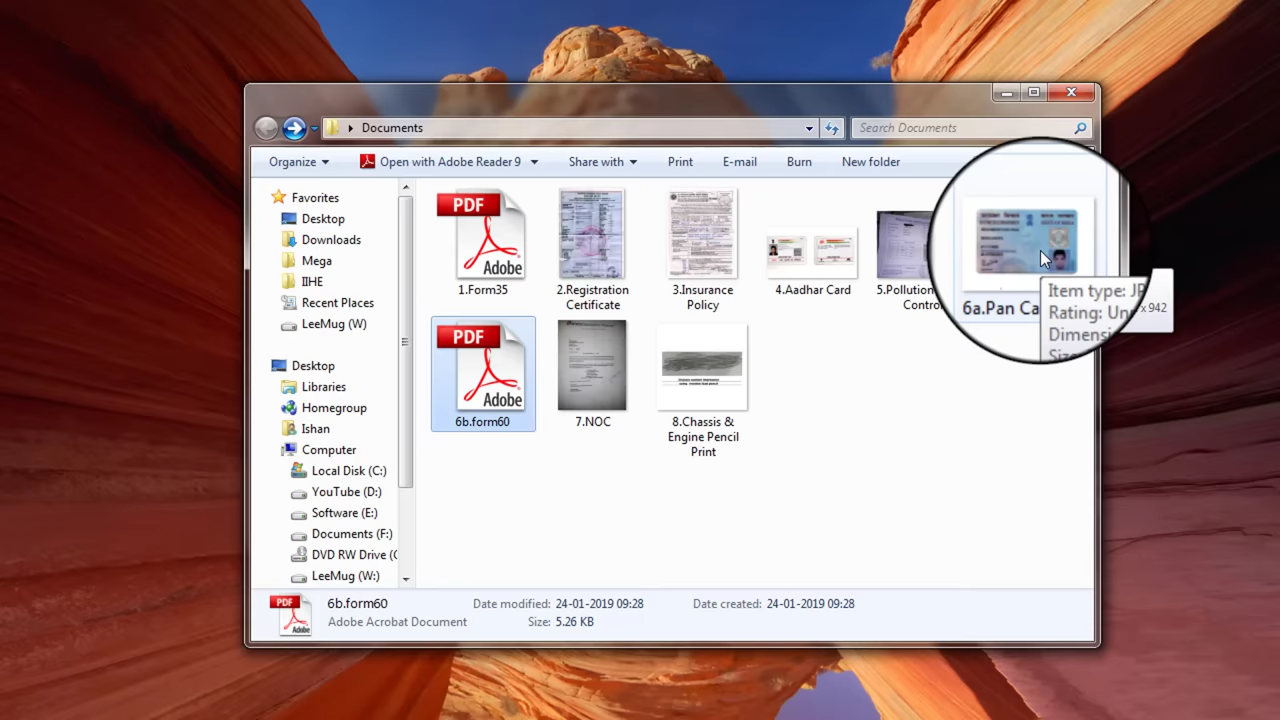 Documents
Search Documents
Organize
Open with Adobe Reader 9
Share with
Print
E-mail
Burn
New folder
Favorites
Desktop
Downloads
Mega
IIHE
Recent Places
LeeMug (W)
Desktop
Libraries
Homegroup
Ishan
Computer
Local Disk (C:)
YouTube (D:)
Software (E:)
Documents (F:)
DVD RW Drive (
LeeMug (W:)
PDF
Adobe
1.Form35
2.Registration
Certificate
3.Insurance
Policy
4.Aadhar Card
5.Pollution
Contro
6a.Pan Ca
Item type: JP
Rating: Un
Dimensi
Size
x 942
PDF
Adobe
6b.form60
7.NOC
8.Chassis &
Engine Pencil
Print
PDF
Adobe
6b.form60
Adobe Acrobat Document
Date modified: 24-01-2019 09:28
Size: 5.26 KB
Date created: 24-01-2019 09:28